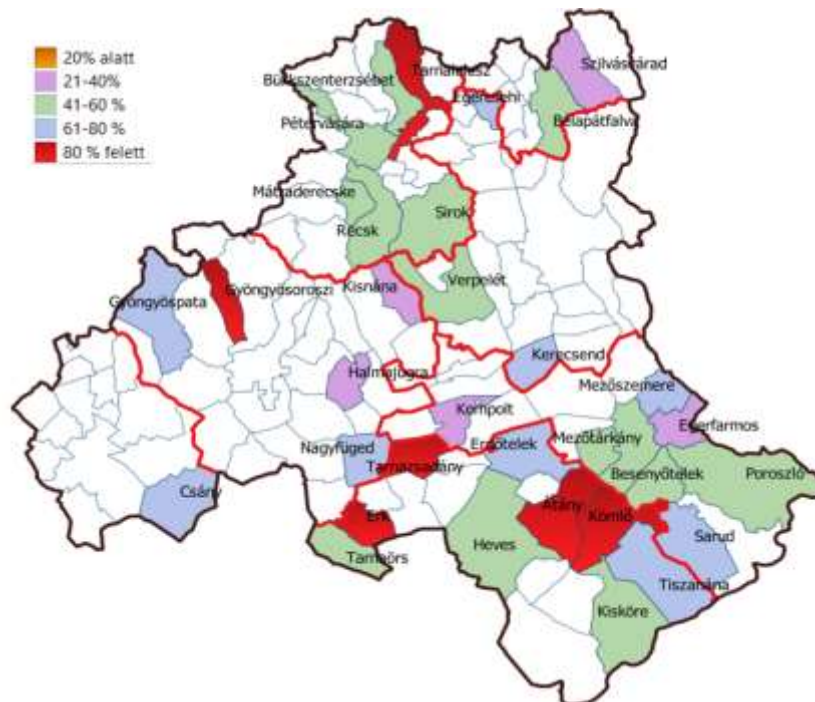 20% alatt
21-40%
41-60 %
61-80 %
80 % felett
Szilvásvárad
Bükkszenterzsébet
Tarnalelesz
Egercsehi
Bélapátfalva
Pétervására
Mátraderecske
Sirok
Recsk
Gyöngyöspata
Gyöngyösoroszi
Kisnána
Verpelét
Kerecsend
Halmajugra
Mezőszemere
Kompolt
Egerfarmos
Nagyfüged
Erdőtelek
Mezőtárkány
Tarnazsadány
Besenyőtelek
Poroszló
Csány
Erk
Átány
Kömlő
Sarud
Heves
Tarnaörs
Tiszanána
Kisköre